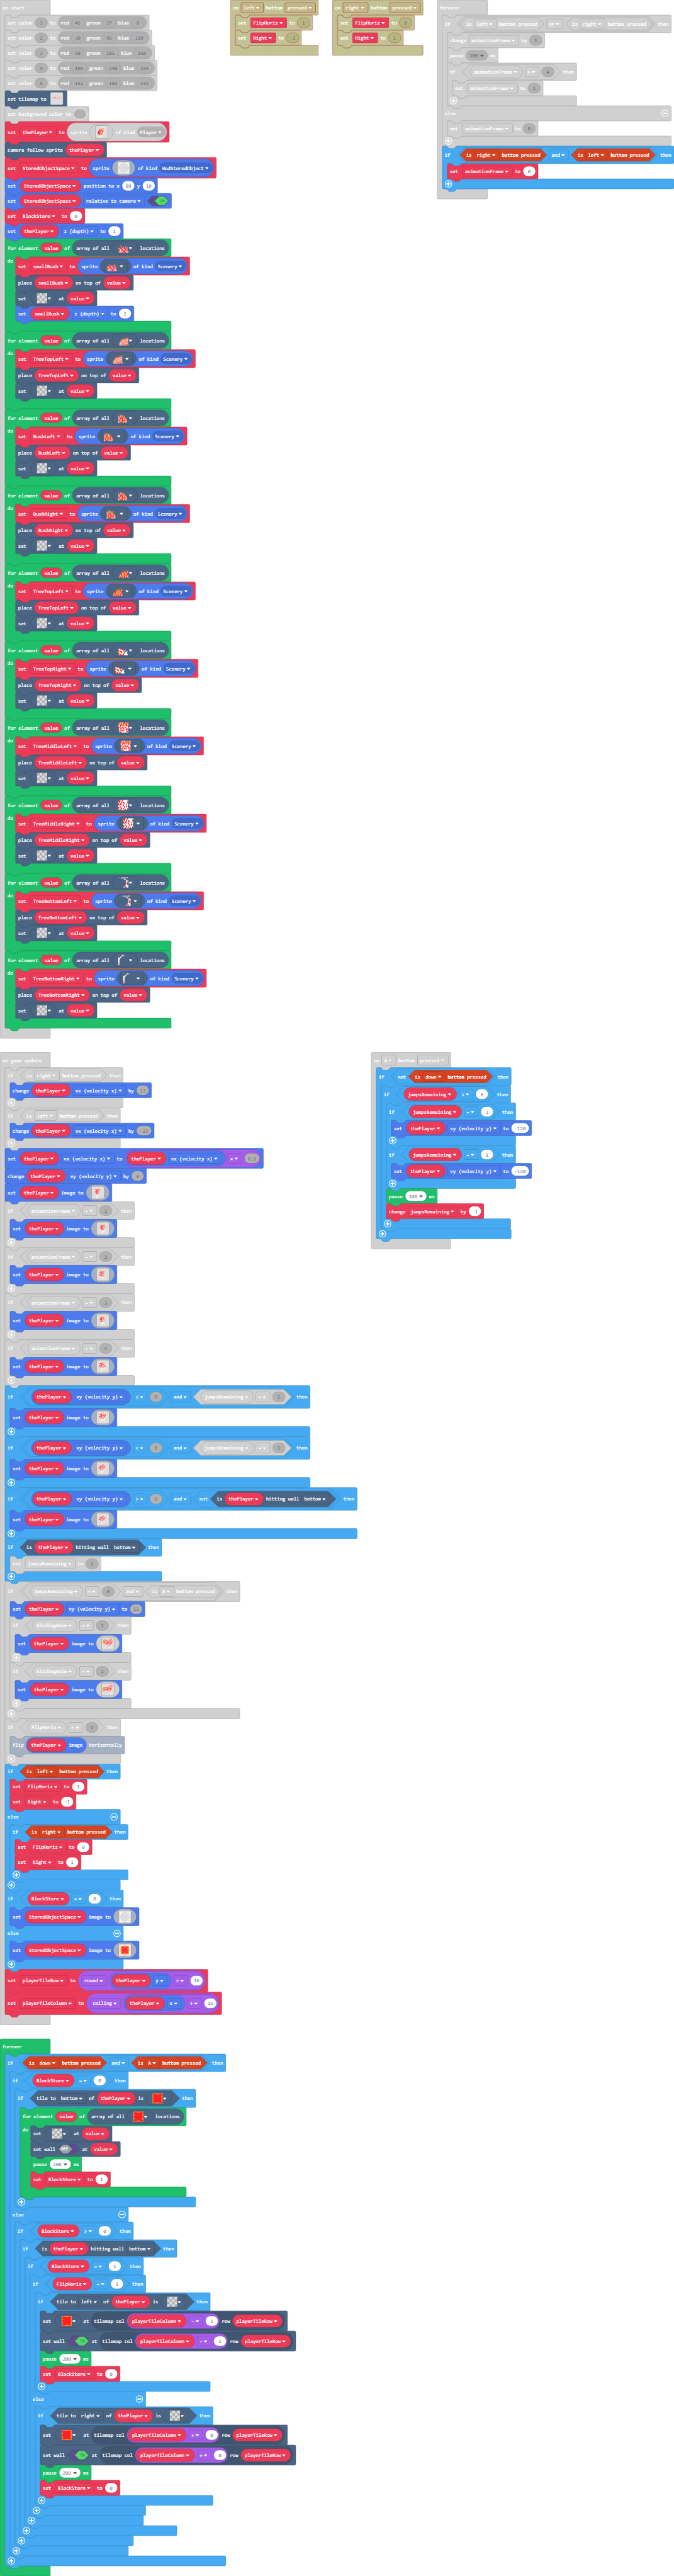 on start
set color 1 to red 45 green 27 blue 0
set color 2 to red 30 green 96 blue 110
set color 3 to red 90 green 165 blue 168
set color 5 to red 112 green 181 blue 212
set tilemap to
set background color to
set thePlayer to sprite of kind Player
camera follow sprite thePlayer
set StoredObjectSpace to sprite of kind HudStoredObject
set StoredObjectSpace position to x 80 y 10
set StoredObjectSpace relative to camera
set BlockStore to 0
set thePlayer z (depth) to 1
for element value of array of all locations
do set smallBush to sprite of kind Scenery
place smallBush on top of value
set at value
set smallBush z (depth) to
for element value of array of all locations
do set TreeTopLeft to sprite of kind Scenery
place TreeTopLeft on top of value
set at value
for element value of array of all locations
do set BushLeft to sprite of kind Scenery
place BushLeft on top of value
set at value
for element value of array of all locations
do set BushRight to sprite of kind Scenery
place BushRight on top of value
set at value
for element value of array of all locations
do set TreeTopLeft to sprite of kind Scenery
place TreeTopLeft on top of value
set at value
for element value of array of all locations
do set TreeTopRight to sprite of kind Scenery
place TreeTopRight on top of value
set at value
for element value of array of all locations
do set TreeMiddleLeft to sprite of kind Scenery
place TreeMiddleLeft on top of value
set at value
for element value of array of all locations
do set TreeMiddleRight to sprite of kind Scenery
place TreeMiddleRight on top of value
set at value
for element value of array of all locations
do set TreeBottomLeft to sprite of kind Scenery
place TreeBottomLeft on top of value
set at value
for element value of array of all locations
do set TreeBottomRight to sprite of kind Scenery
place TreeBottomRight on top of value
set at value
on left button pressed
set FlipHoriz to 1
set Right to -1
on right button pressed
set FlipHoriz to 0
set Right to 1
forever
if is left button pressed or is right button pressed then
change animationFrame by 1
pause ms
if animationFrame > 4 then
set animationFrame to 1
else
set animationFrame to 0
if is right button pressed and is left button pressed then
set animationFrame to 0
on game update
if is right button pressed then
change thePlayer vx (velocity x) by
if is left button pressed then
change thePlayer vx (velocity x) by
set thePlayer vx (velocity x) to thePlayer vx (velocity x) ×
change thePlayer vy (velocity y) by
set thePlayer image to
if animationFrame = 1 then
set thePlayer image to
if animationFrame = 2 then
set thePlayer image to
if animationFrame = 3 then
set thePlayer image to
if animationFrame = 4 then
set thePlayer image to
if thePlayer vy (velocity y) < 0 and jumpsRemaining = then
set thePlayer image to
if thePlayer vy (velocity y) < 0 and jumpsRemaining = then
set thePlayer image to
if thePlayer vy (velocity y) > 0 and not is thePlayer hitting wall bottom then
set thePlayer image to
if is thePlayer hitting wall bottom then
set jumpsRemaining to 2
if jumpsRemaining = 0 and is A button pressed then
set thePlayer vy (velocity y) to
if GlidingAnim = 1 then
set thePlayer image to
if GlidingAnim = 2 then
set thePlayer image to
if FlipHoriz = 1 then
flip thePlayer image horizontally
if is left button pressed then
set FlipHoriz to 1
set Right to -1
else
if is right button pressed then
set FlipHoriz to 0
set Right to 1
if BlockStore = 0 then
set StoredObjectSpace image to
else
set StoredObjectSpace image to
set playerTileRow to round thePlayer y ÷ 16
set playerTileColumn to ceiling thePlayer x ÷ 16
on A button pressed
if not is down button pressed then
if jumpsRemaining > 0 then
if jumpsRemaining = 2 then
set thePlayer vy (velocity y) to -120
if jumpsRemaining = 1 then
set thePlayer vy (velocity y) to -140
pause 200 ms
change jumpsRemaining by -1
forever
if is down button pressed and is A button pressed then
if BlockStore = 0 then
if tile to bottom of thePlayer is then
for element value of array of all locations
do set at value
set wall OFF at value
pause 200 ms
set BlockStore to 1
else
if BlockStore > 0 then
if is thePlayer hitting wall bottom then
if BlockStore = 1 then
if FlipHoriz = 1 then
if tile to left of thePlayer is then
set at tilemap col playerTileColumn - 1 row playerTileRow
set wall ON at tilemap col playerTileColumn - 1 row playerTileRow
pause 200 ms
set BlockStore to 0
else
if tile to right of thePlayer is then
set at tilemap col playerTileColumn + 0 row playerTileRow
set wall ON at tilemap col playerTileColumn + 0 row playerTileRow
pause 200 ms
set BlockStore to 0